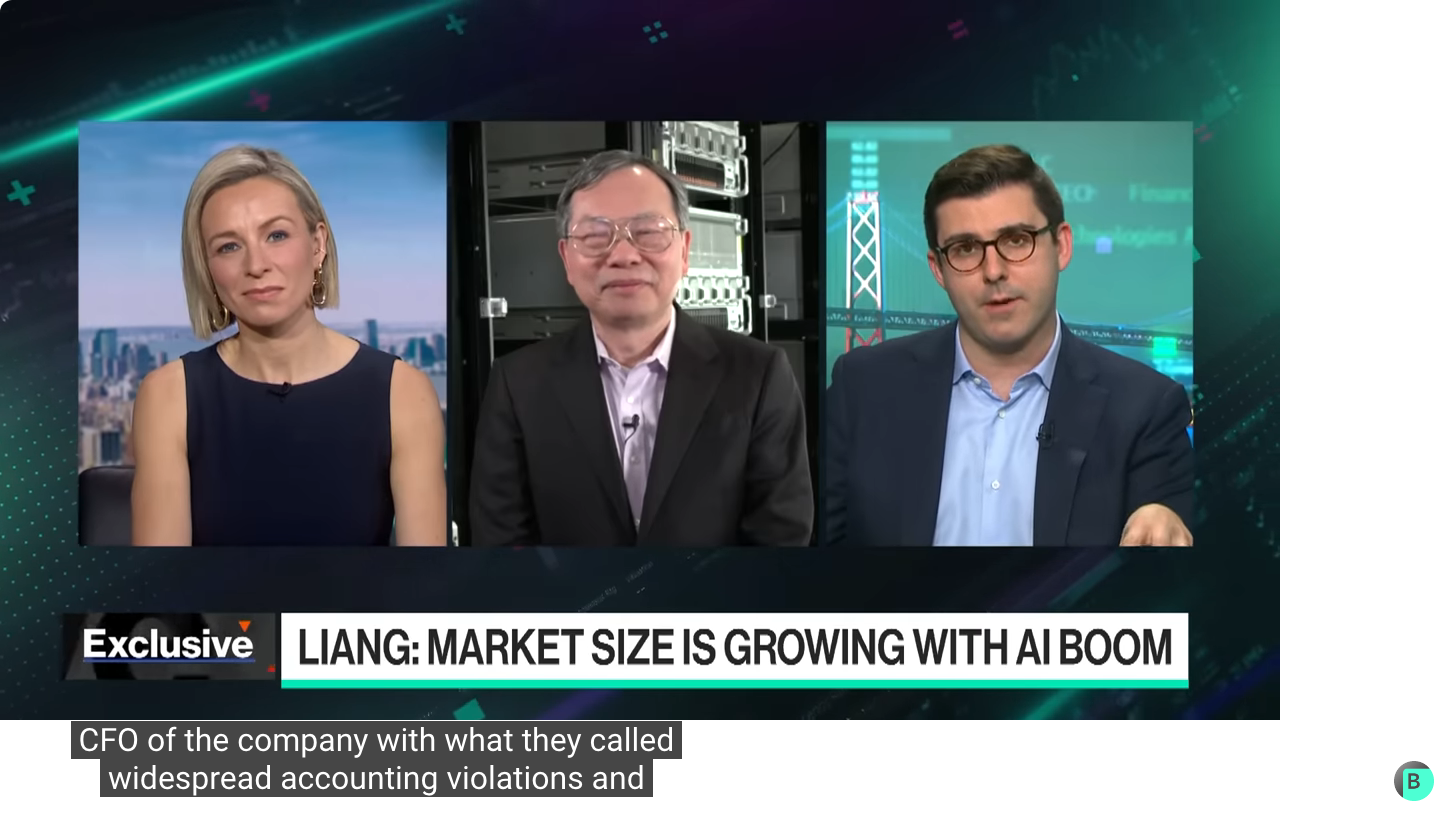 Exclusive
LIANG: MARKET SIZE IS GROWING WITH AI BOOM
CFO of the company with what they called
widespread accounting violations and
B